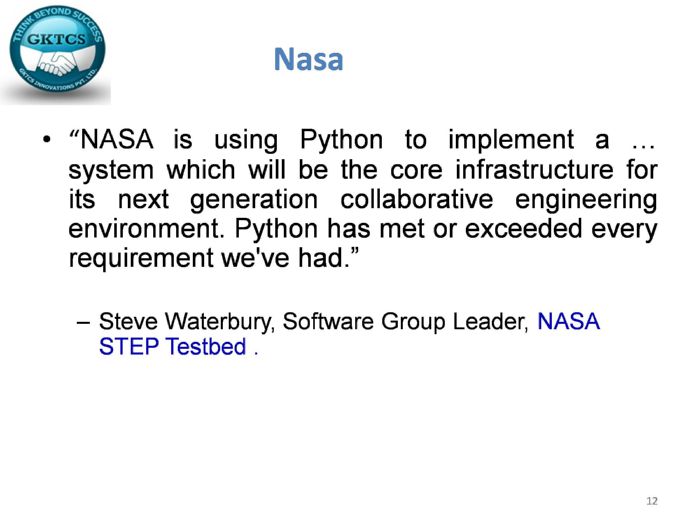 THINK BEYOND SUCCESS
GKTCS
GKTCS INNOVATIONS PVT. LTD.
Nasa
• “NASA is using Python to implement a …
system which will be the core infrastructure for
its next generation collaborative engineering
environment. Python has met or exceeded every
requirement we've had.”
– Steve Waterbury, Software Group Leader, NASA
STEP Testbed .
12